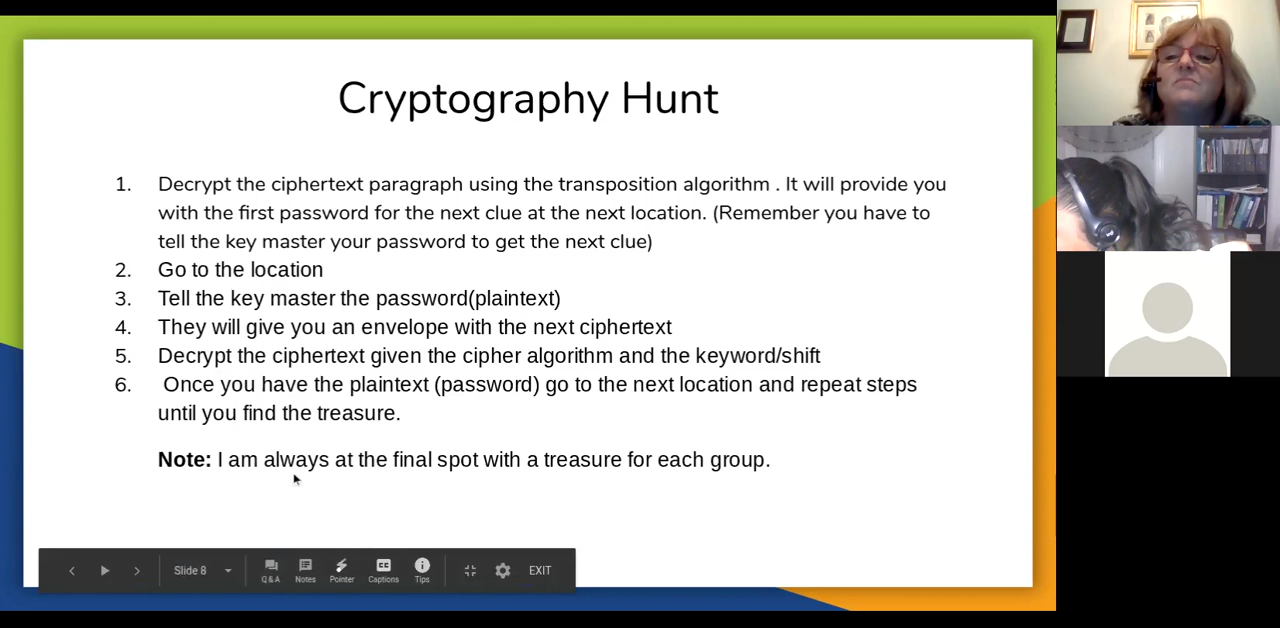 Cryptography Hunt
1. Decrypt the ciphertext paragraph using the transposition algorithm . It will provide you
with the first password for the next clue at the next location. (Remember you have to
tell the key master your password to get the next clue)
2. Go to the location
3. Tell the key master the password(plaintext)
4. They will give you an envelope with the next ciphertext
5. Decrypt the ciphertext given the cipher algorithm and the keyword/shift
6. Once you have the plaintext (password) go to the next location and repeat steps
until you find the treasure.
Note: I am always at the final spot with a treasure for each group.
Slide 8 Q & A Notes Pointer CC Captions Tips EXIT